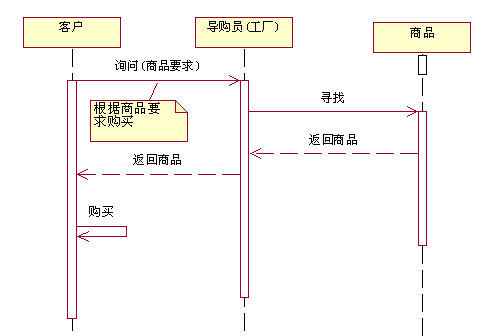 客户
导购员(工厂)
商品
询问(商品要求)
根据商品要
求购买
寻找
返回商品
返回商品
购买